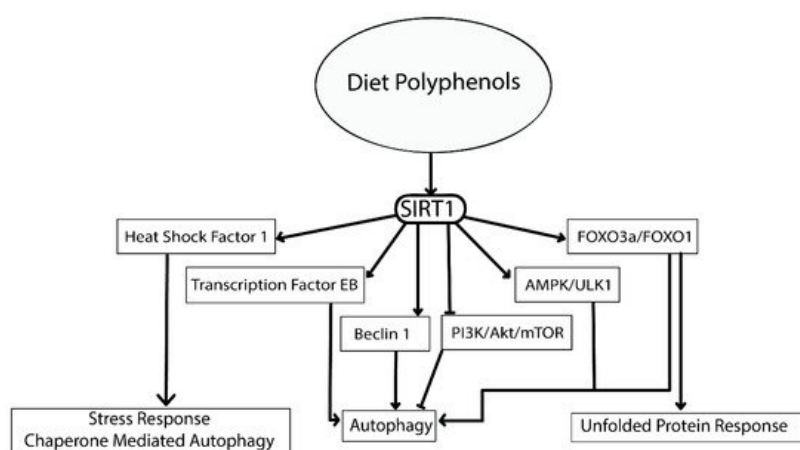 Diet Polyphenols
SIRT1
Heat Shock Factor 1
FOXO3a/FOXO1
Transcription Factor EB
AMPK/ULK1
Beclin 1
PI3K/Akt/mTOR
Stress Response
Chaperone Mediated Autophagy
Autophagy
Unfolded Protein Response